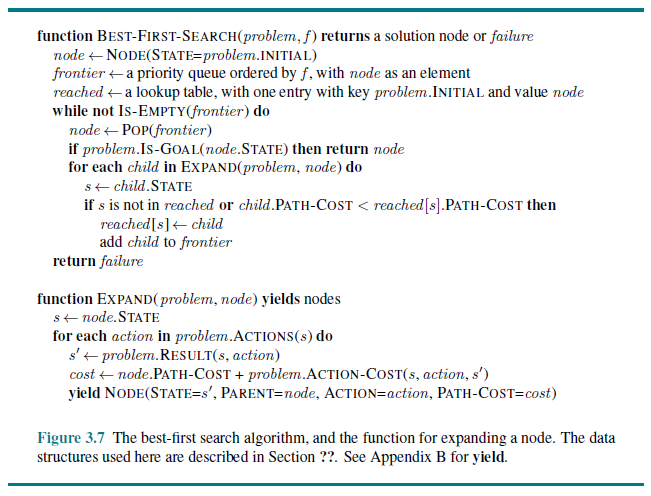 function BEST-FIRST-SEARCH(problem, f) returns a solution node or failure
node ← NODE(STATE=problem.INITIAL)
frontier ← a priority queue ordered by f, with node as an element
reached ← a lookup table, with one entry with key problem.INITIAL and value node
while not IS-EMPTY(frontier) do
node ← POP(frontier)
if problem.IS-GOAL(node.STATE) then return node
for each child in EXPAND(problem, node) do
s ← child.STATE
if s is not in reached or child.PATH-COST < reached[s].PATH-COST then
reached[s] ← child
add child to frontier
return failure
function EXPAND(problem, node) yields nodes
s ← node.STATE
for each action in problem.ACTIONS(s) do
s′ ← problem.RESULT(s, action)
cost ← node.PATH-COST + problem.ACTION-COST(s, action, s′)
yield NODE(STATE=s′, PARENT=node, ACTION=action, PATH-COST=cost)
Figure 3.7 The best-first search algorithm, and the function for expanding a node. The data
structures used here are described in Section ??. See Appendix B for yield.